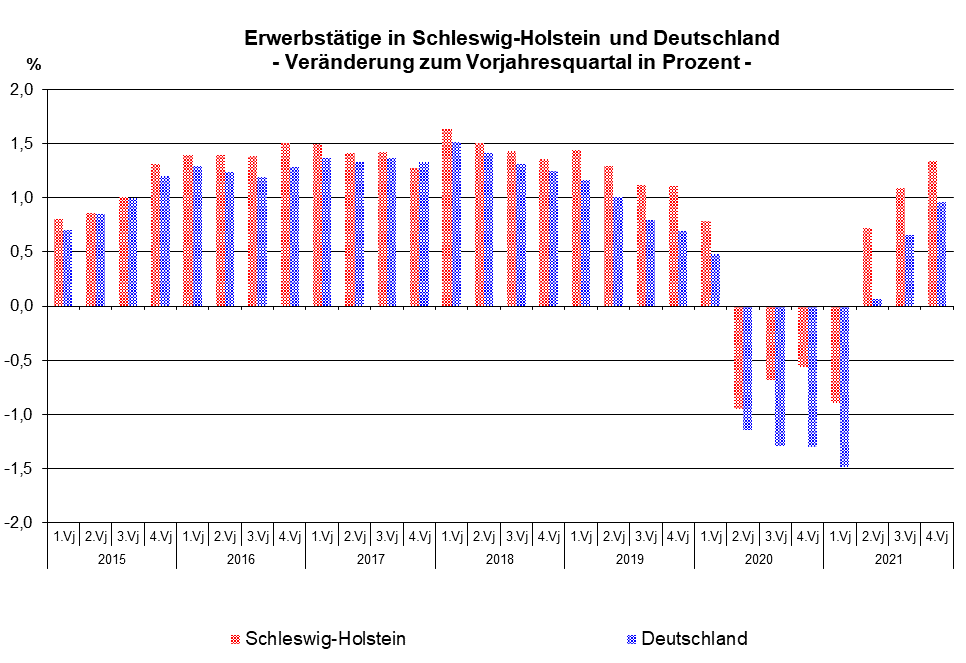 Erwerbstätige in Schleswig-Holstein und Deutschland
- Veränderung zum Vorjahresquartal in Prozent -
%
2,0
1,5
1,0
0,5
0,0
-0,5
-1,0
-1,5
-2,0
1.Vj 2.Vj 3.Vj 4.Vj 1.Vj 2.Vj 3.Vj 4.Vj 1.Vj 2.Vj 3.Vj 4.Vj 1.Vj 2.Vj 3.Vj 4.Vj 1.Vj 2.Vj 3.Vj 4.Vj 1.Vj 2.Vj 3.Vj 4.Vj 1.Vj 2.Vj 3.Vj 4.Vj
2015 2016 2017 2018 2019 2020 2021
Schleswig-Holstein Deutschland